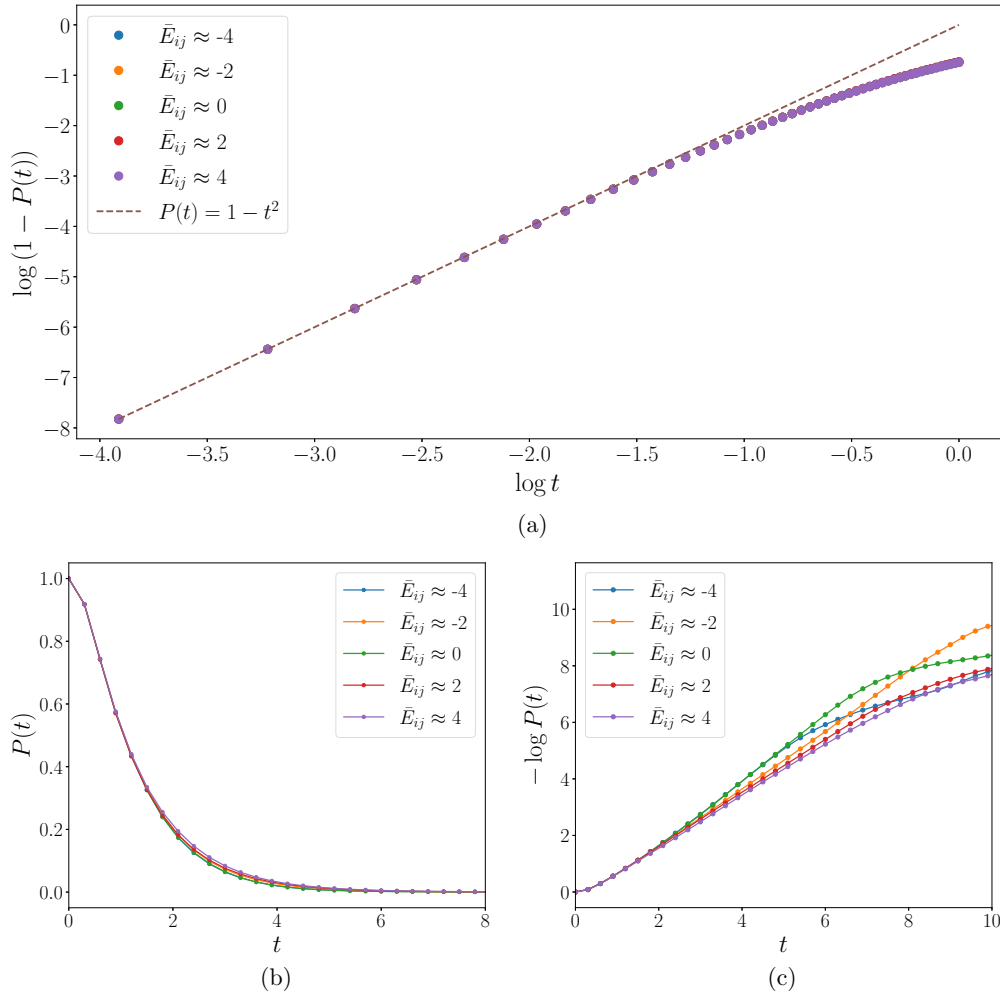 0
−1
−2
−3
−4
−5
−6
−7
−8
log (1 − P(t))
Ē_ij ≈ -4
Ē_ij ≈ -2
Ē_ij ≈ 0
Ē_ij ≈ 2
Ē_ij ≈ 4
P(t) = 1 − t²
−4.0 −3.5 −3.0 −2.5 −2.0 −1.5 −1.0 −0.5 0.0
log t
(a)
1.0
0.8
0.6
0.4
0.2
0.0
P(t)
Ē_ij ≈ -4
Ē_ij ≈ -2
Ē_ij ≈ 0
Ē_ij ≈ 2
Ē_ij ≈ 4
0 2 4 6 8
t
(b)
10
8
6
4
2
0
− log P(t)
Ē_ij ≈ -4
Ē_ij ≈ -2
Ē_ij ≈ 0
Ē_ij ≈ 2
Ē_ij ≈ 4
0 2 4 6 8 10
t
(c)